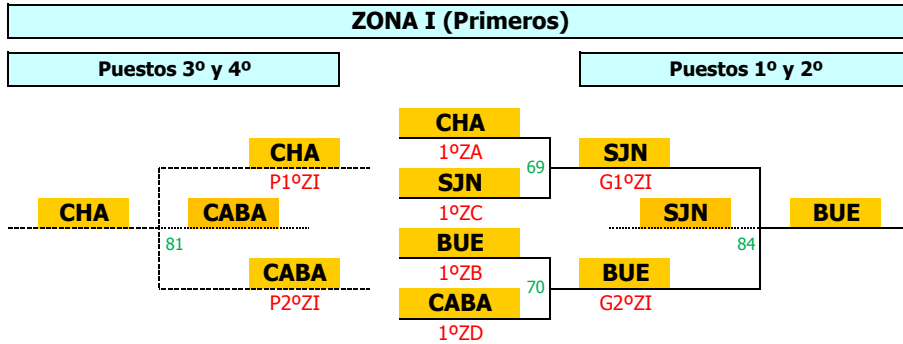 ZONA I (Primeros)
Puestos 3º y 4º
Puestos 1º y 2º
CHA
CHA
1ºZA
SJN
P1ºZI
69
G1ºZI
SJN
CHA
CABA
1ºZC
SJN
BUE
81
BUE
84
CABA
1ºZB
BUE
P2ºZI
70
G2ºZI
CABA
1ºZD